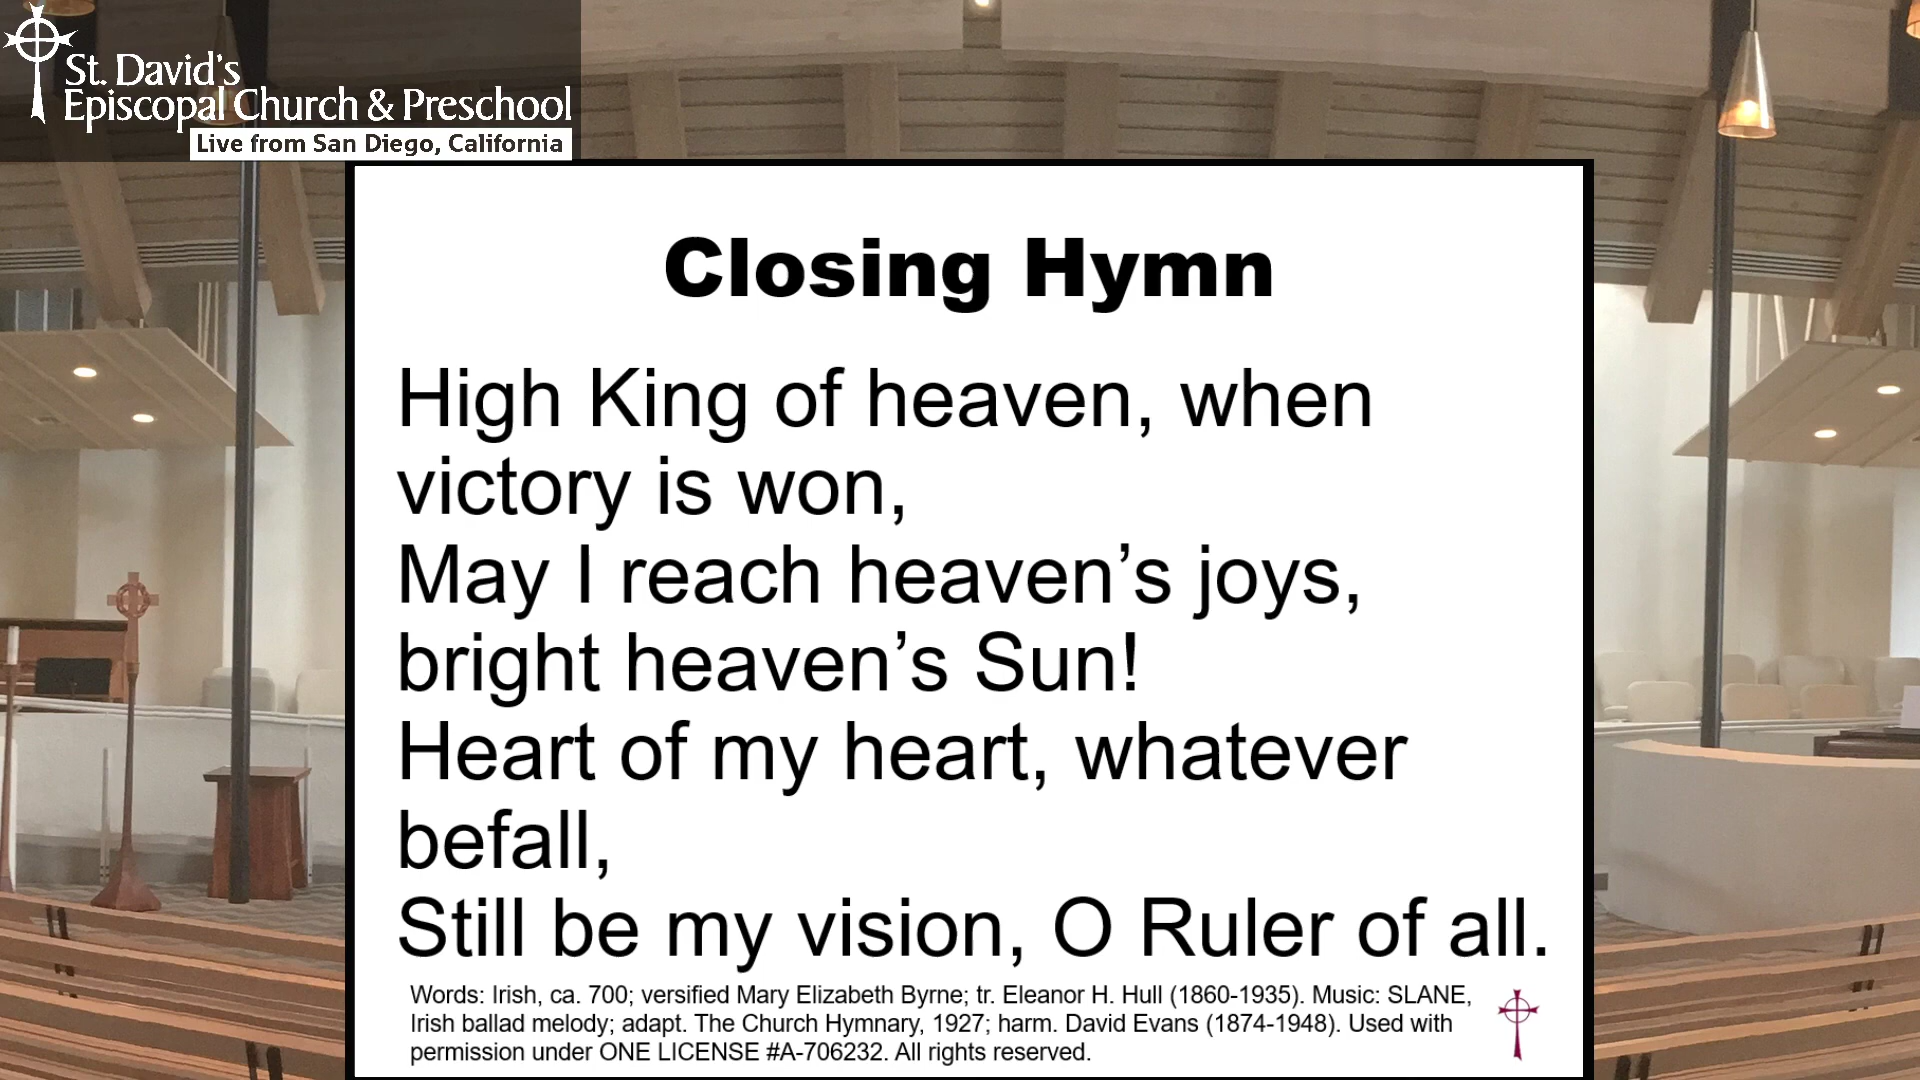 St. David's
Episcopal Church & Preschool
Live from San Diego, California
Closing Hymn
High King of heaven, when
victory is won,
May I reach heaven’s joys,
bright heaven’s Sun!
Heart of my heart, whatever
befall,
Still be my vision, O Ruler of all.
Words: Irish, ca. 700; versified Mary Elizabeth Byrne; tr. Eleanor H. Hull (1860-1935). Music: SLANE,
Irish ballad melody; adapt. The Church Hymnary, 1927; harm. David Evans (1874-1948). Used with
permission under ONE LICENSE #A-706232. All rights reserved.